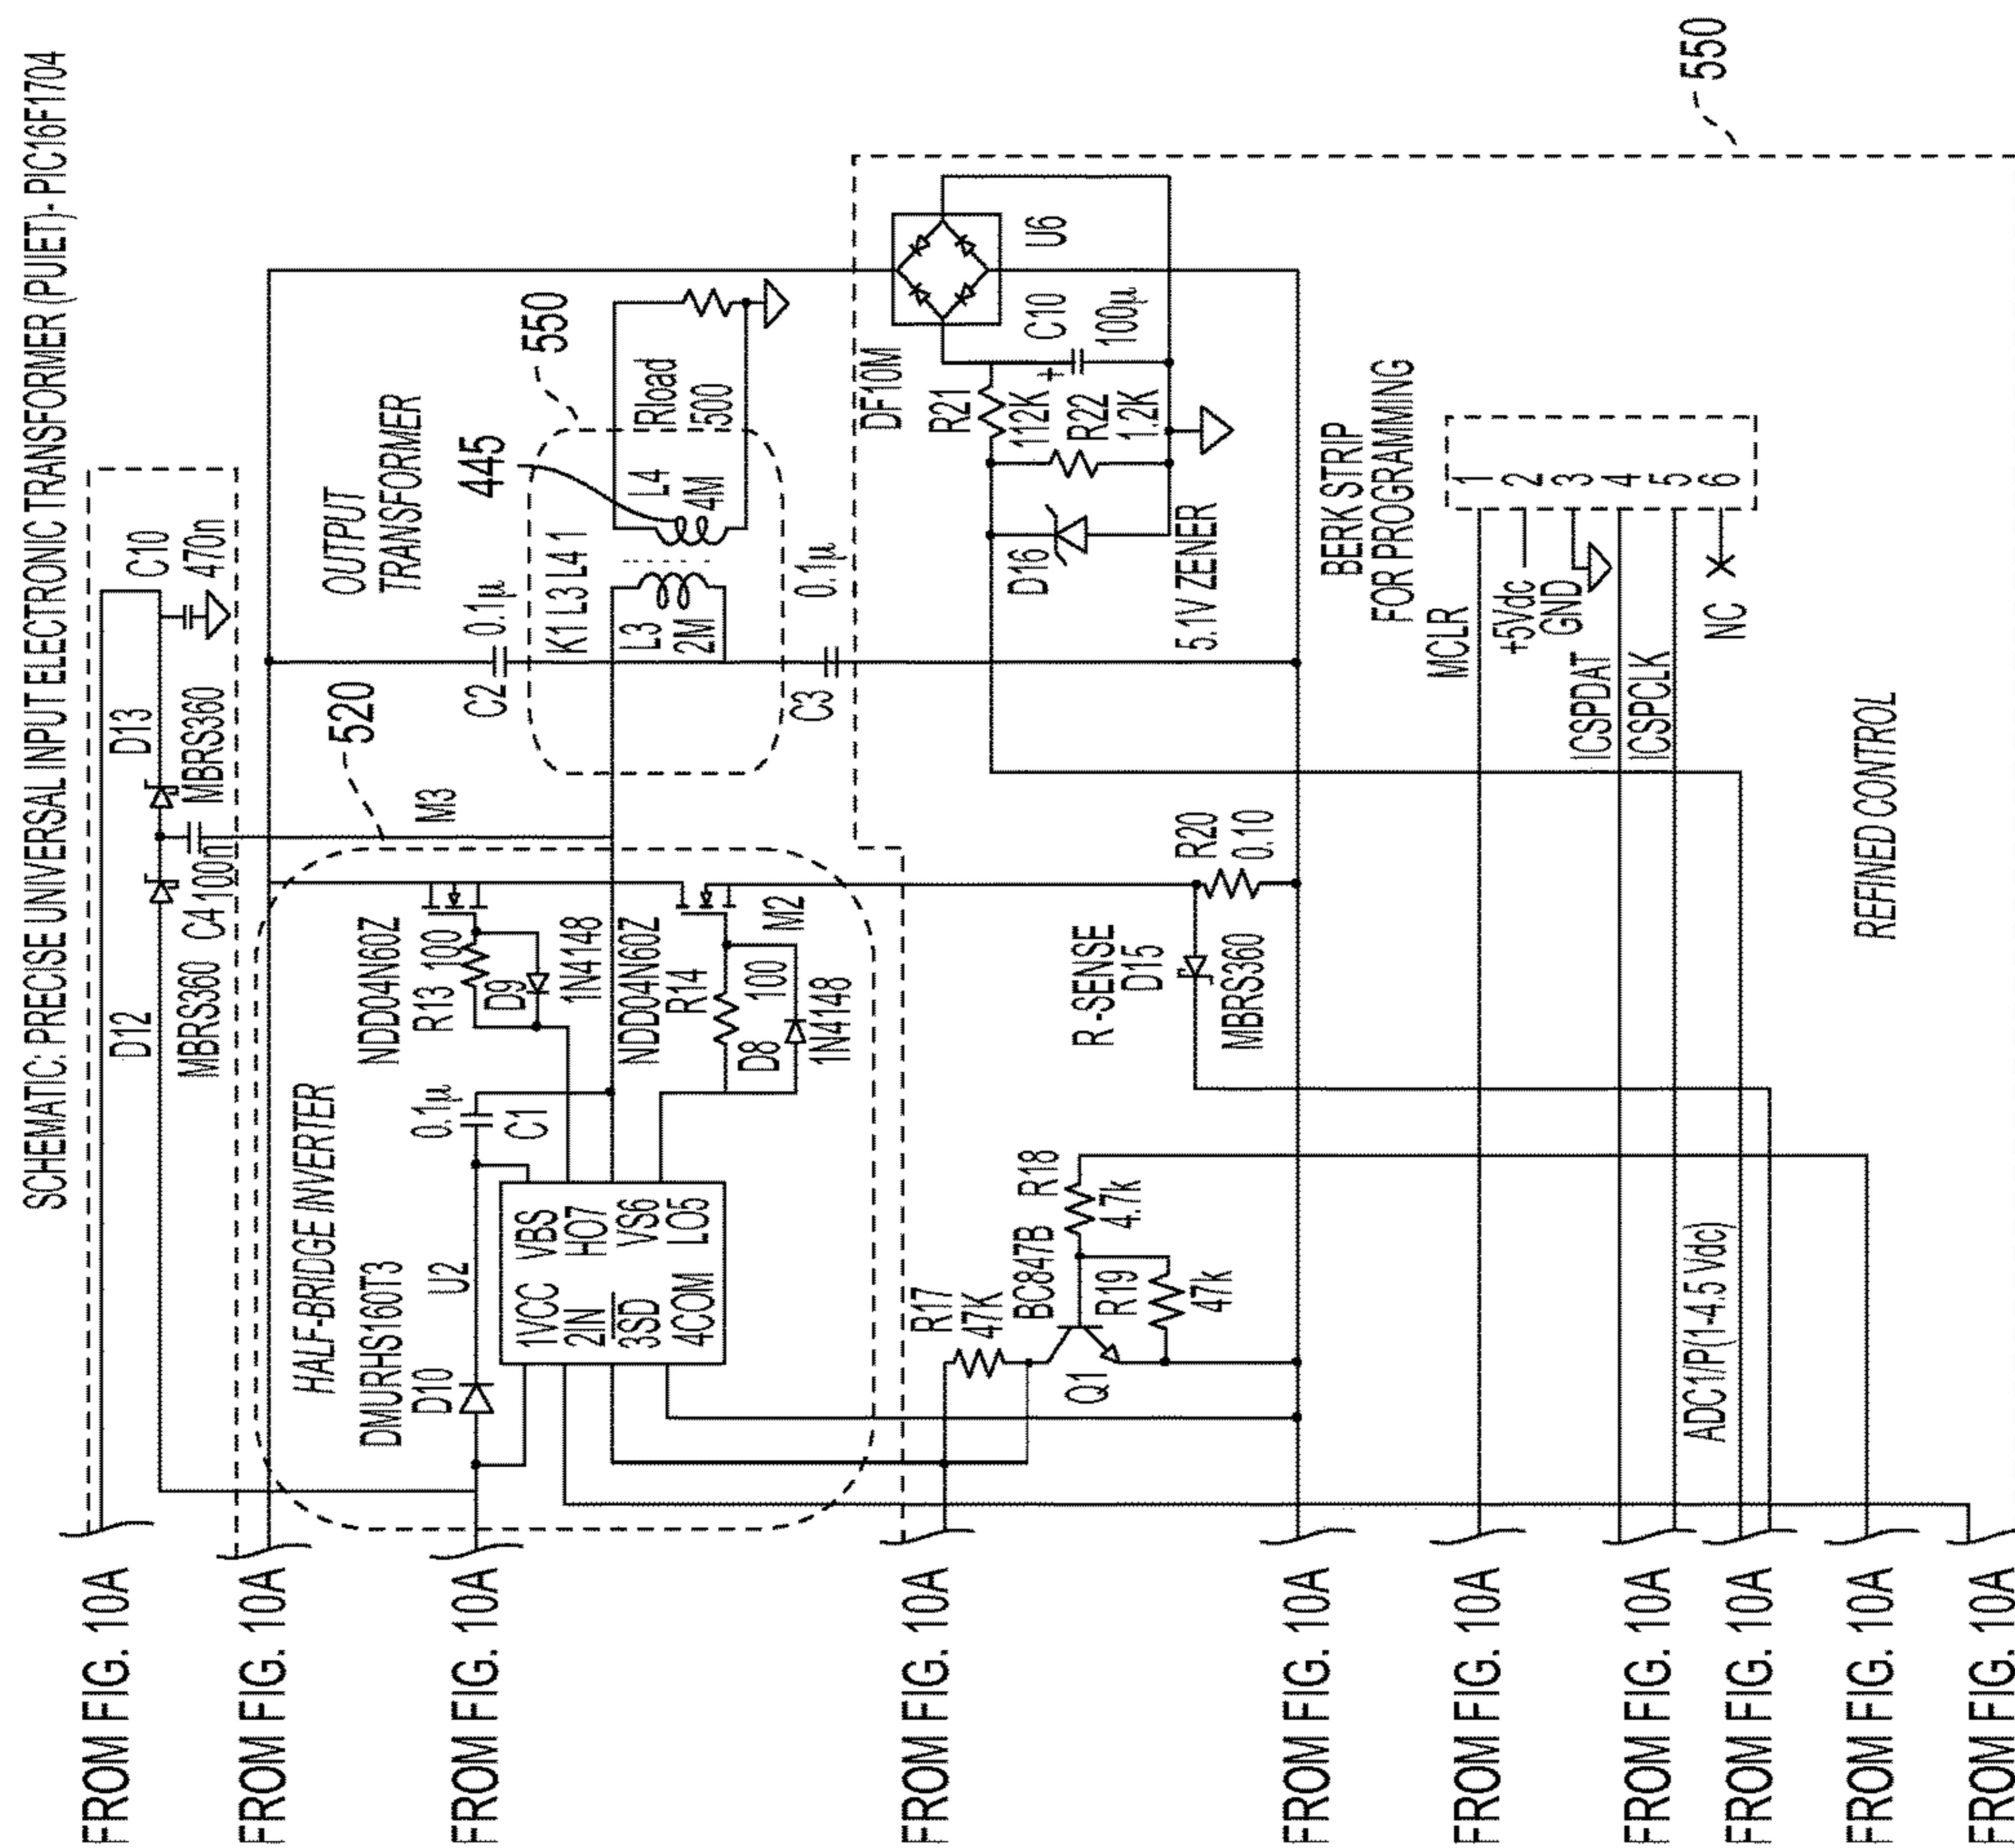 SCHEMATIC: PRECISE UNIVERSAL INPUT ELECTRONIC TRANSFORMER (PUIET)- PIC16F1704
FROM FIG. 10A
D12
MBRS360
D13
MBRS360
C4
100n
C10
470n
FROM FIG. 10A
HALF-BRIDGE INVERTER
520
M3
OUTPUT
TRANSFORMER
445
550
FROM FIG. 10A
DMURHS160T3
D10
U2
0.1µ
C1
NDD04N60Z
R13
100
D9
1N4148
NDD04N60Z
R14
100
D8
1N4148
M2
1VCC
2IN
3SD
4COM
VBS
HO7
VS6
LO5
C2
0.1µ
K1 L3 L4 1
L3
2M
L4
4M
Rload
500
C3
0.1µ
FROM FIG. 10A
R17
47K
BC847B
Q1
R18
4.7k
R19
47k
R-SENSE
D15
MBRS360
R20
0.10
DF10M
U6
R21
112K
C10
100µ
+
R22
1.2K
D16
5.1V ZENER
550
FROM FIG. 10A
BERK STRIP
FOR PROGRAMMING
FROM FIG. 10A
MCLR
1
+5Vdc
2
GND
3
FROM FIG. 10A
ICSPDAT
4
ICSPCLK
5
NC
6
FROM FIG. 10A
ADC1/P(1-4.5 Vdc)
FROM FIG. 10A
REFINED CONTROL
FROM FIG. 10A